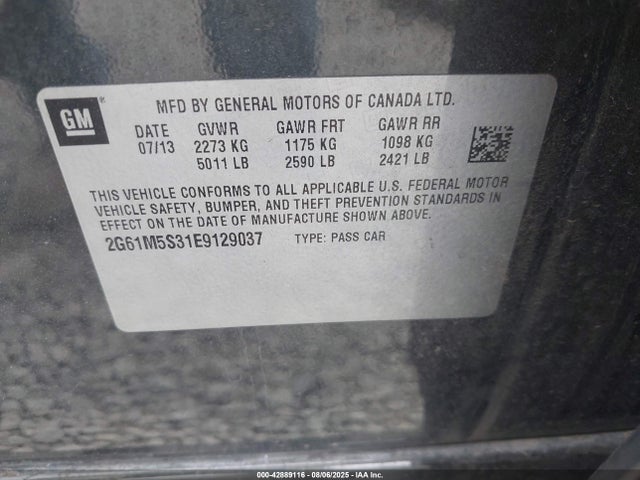 GM®
MFD BY GENERAL MOTORS OF CANADA LTD.
DATE GVWR GAWR FRT GAWR RR
07/13 2273 KG 1175 KG 1098 KG
5011 LB 2590 LB 2421 LB
THIS VEHICLE CONFORMS TO ALL APPLICABLE U.S. FEDERAL MOTOR
VEHICLE SAFETY, BUMPER, AND THEFT PREVENTION STANDARDS IN
EFFECT ON THE DATE OF MANUFACTURE SHOWN ABOVE.
2G61M5S31E9129037 TYPE: PASS CAR
000-42889116 - 08/06/2025 - IAA Inc.